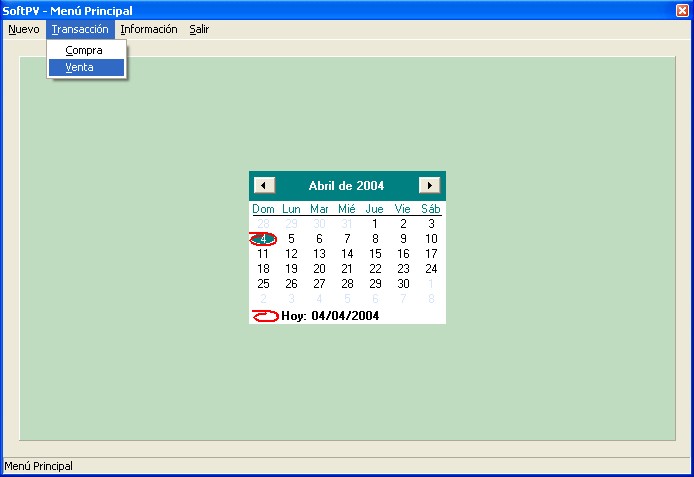 SoftPV - Menú Principal
Nuevo Transacción Información Salir
Compra
Venta
Abril de 2004
Dom Lun Mar Mié Jue Vie Sáb
28 29 30 31 1 2 3
4 5 6 7 8 9 10
11 12 13 14 15 16 17
18 19 20 21 22 23 24
25 26 27 28 29 30 1
2 3 4 5 6 7 8
Hoy: 04/04/2004
Menú Principal